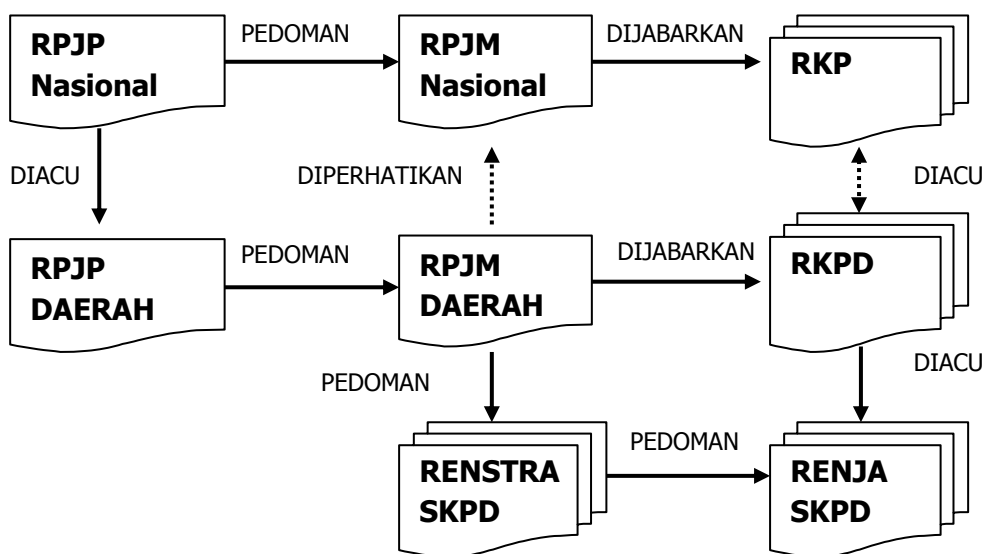 RPJP
Nasional
PEDOMAN
RPJM
Nasional
DIJABARKAN
RKP
DIACU
DIPERHATIKAN
DIACU
RPJP
DAERAH
PEDOMAN
RPJM
DAERAH
DIJABARKAN
RKPD
PEDOMAN
DIACU
RENSTRA
SKPD
PEDOMAN
RENJA
SKPD